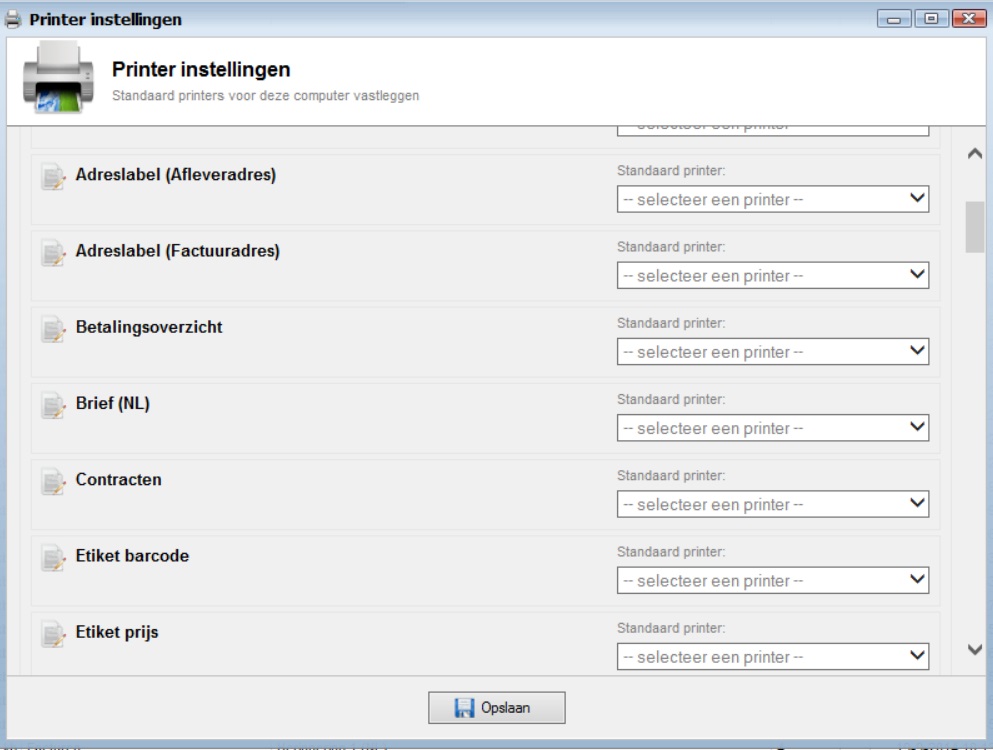 Printer instellingen
Printer instellingen
Standaard printers voor deze computer vastleggen
Adreslabel (Afleveradres)
Standaard printer:
-- selecteer een printer --
Adreslabel (Factuuradres)
Standaard printer:
-- selecteer een printer --
Betalingsoverzicht
Standaard printer:
-- selecteer een printer --
Brief (NL)
Standaard printer:
-- selecteer een printer --
Contracten
Standaard printer:
-- selecteer een printer --
Etiket barcode
Standaard printer:
-- selecteer een printer --
Etiket prijs
Standaard printer:
-- selecteer een printer --
Opslaan